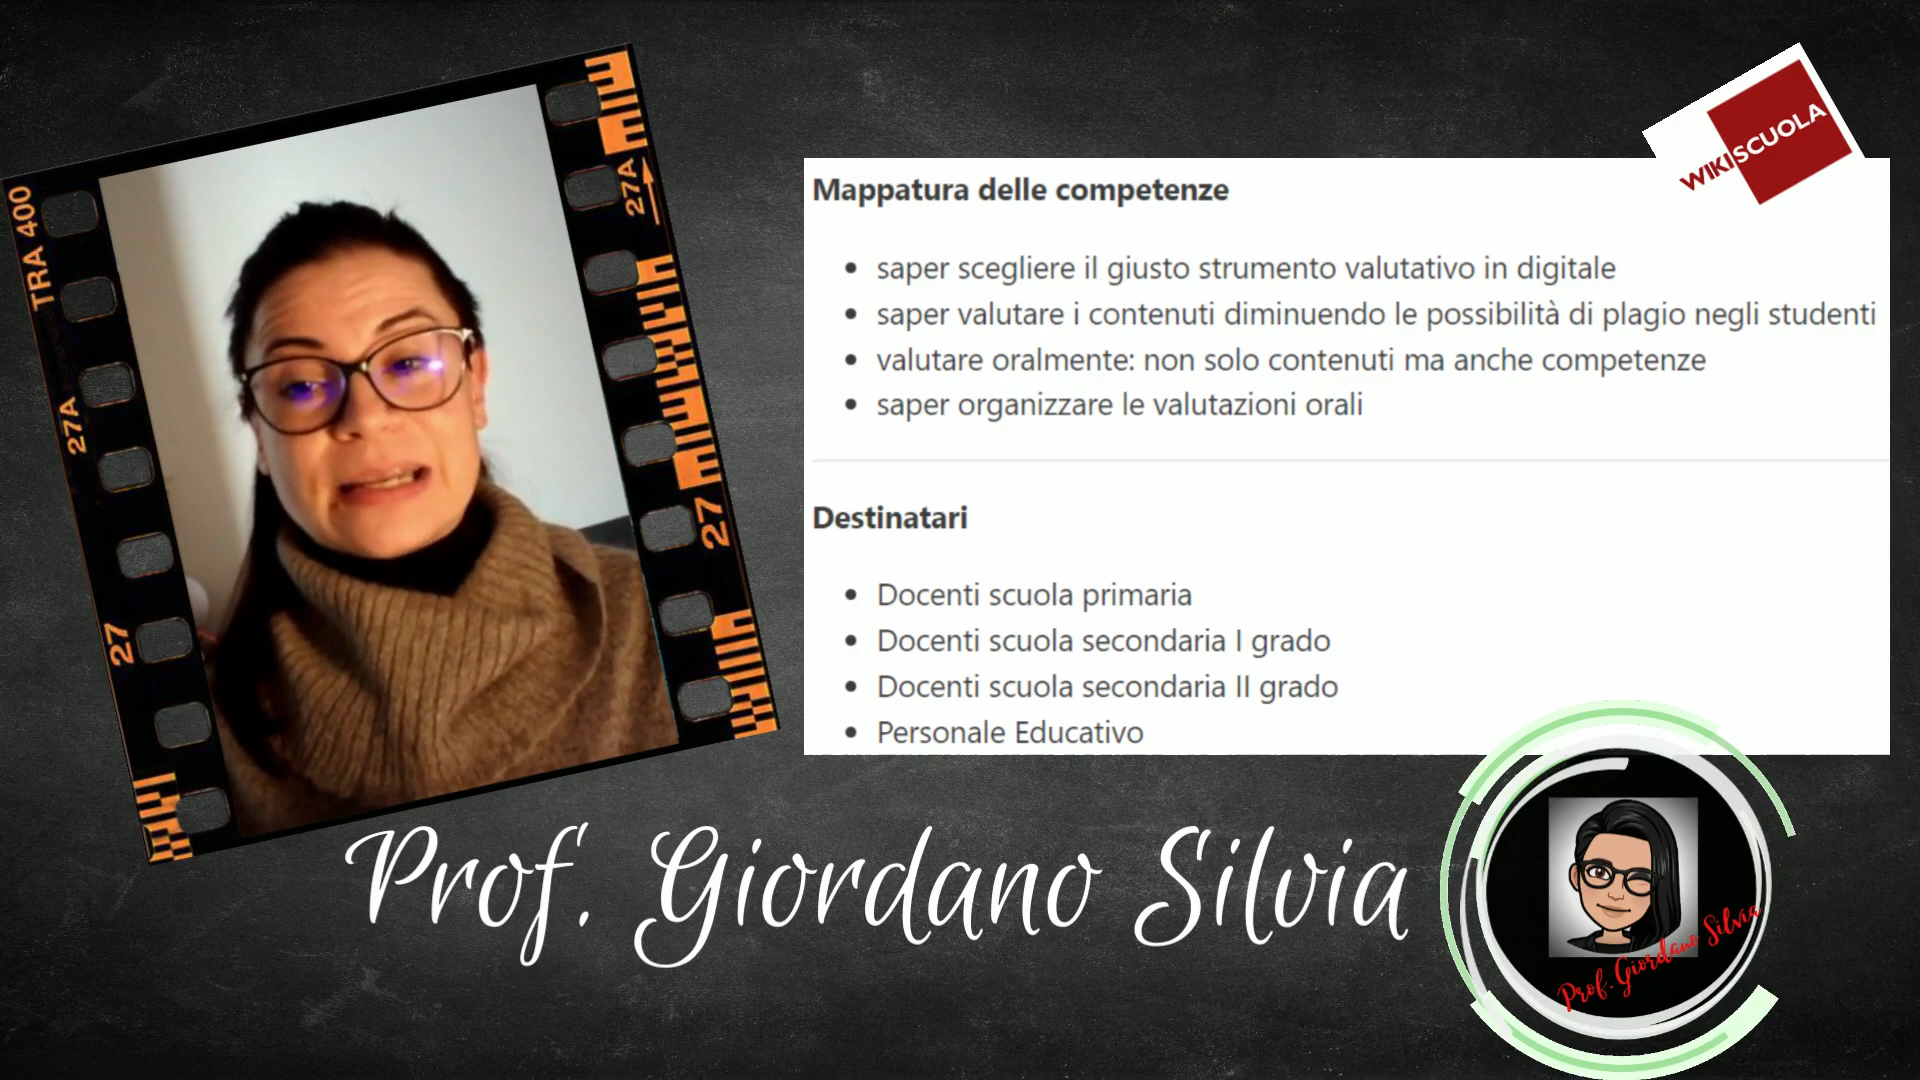 TRA 400
27A
27
27A
27
WIKISCUOLA
Mappatura delle competenze
• saper scegliere il giusto strumento valutativo in digitale
• saper valutare i contenuti diminuendo le possibilità di plagio negli studenti
• valutare oralmente: non solo contenuti ma anche competenze
• saper organizzare le valutazioni orali
Destinatari
• Docenti scuola primaria
• Docenti scuola secondaria I grado
• Docenti scuola secondaria II grado
• Personale Educativo
Prof. Giordano Silvia
Prof. Giordano Silvia